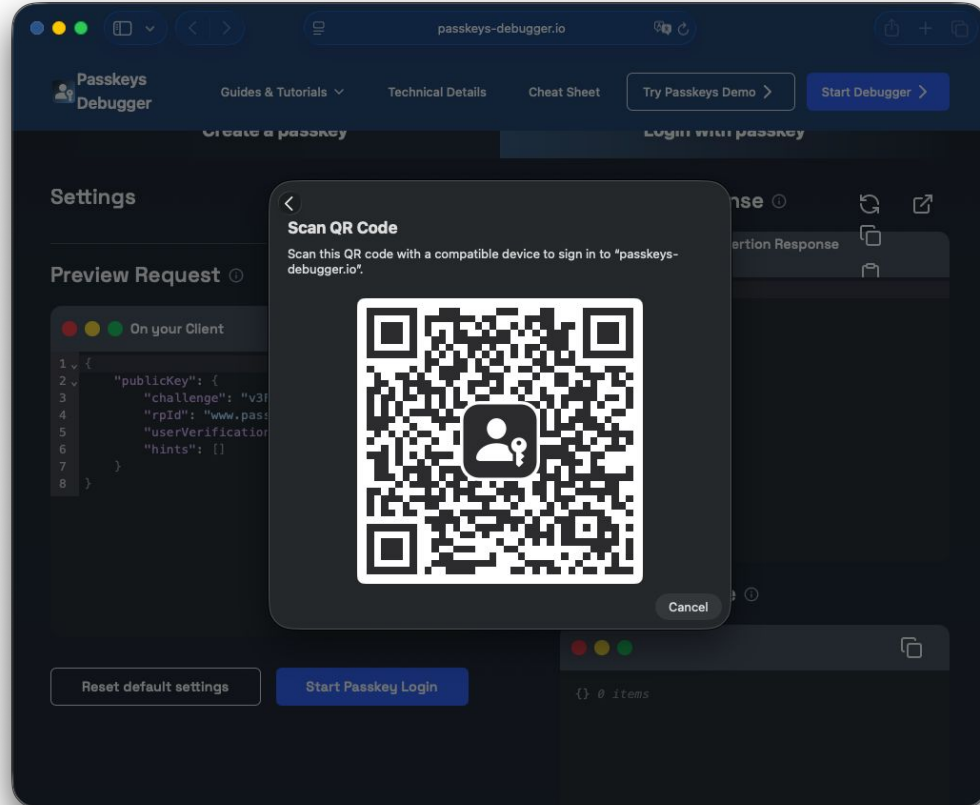 passkeys-debugger.io
Passkeys
Debugger
Guides & Tutorials
Technical Details
Cheat Sheet
Try Passkeys Demo
Start Debugger
Create a passkey
Login with passkey
Settings
nse
ertion Response
Preview Request
On your Client
1 {
2 "publicKey": {
3 "challenge": "v3
4 "rpId": "www.pass
5 "userVerification
6 "hints": []
7 }
8 }
Scan QR Code
Scan this QR code with a compatible device to sign in to “passkeys-
debugger.io”.
Cancel
Reset default settings
Start Passkey Login
{} 0 items